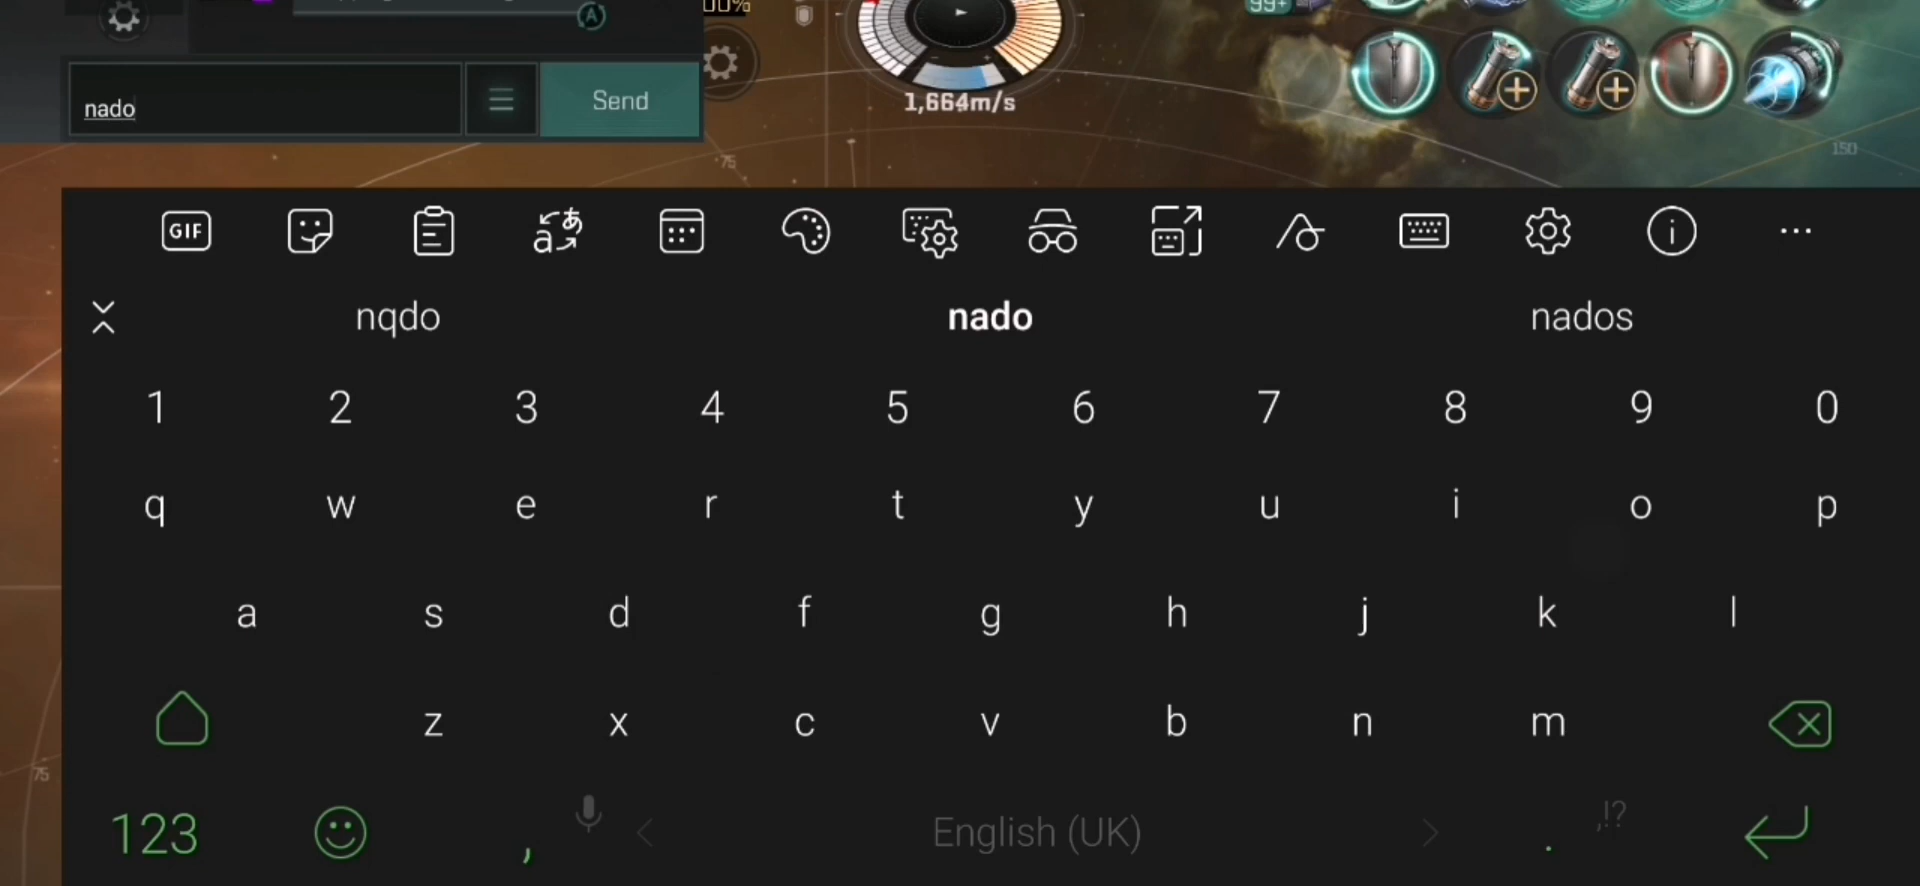 99+
nado
Send
1,664m/s
75
150
GIF
nqdo
nado
nados
1 2 3 4 5 6 7 8 9 0
q w e r t y u i o p
a s d f g h j k l
z x c v b n m
75
123 , English (UK) . ,!?